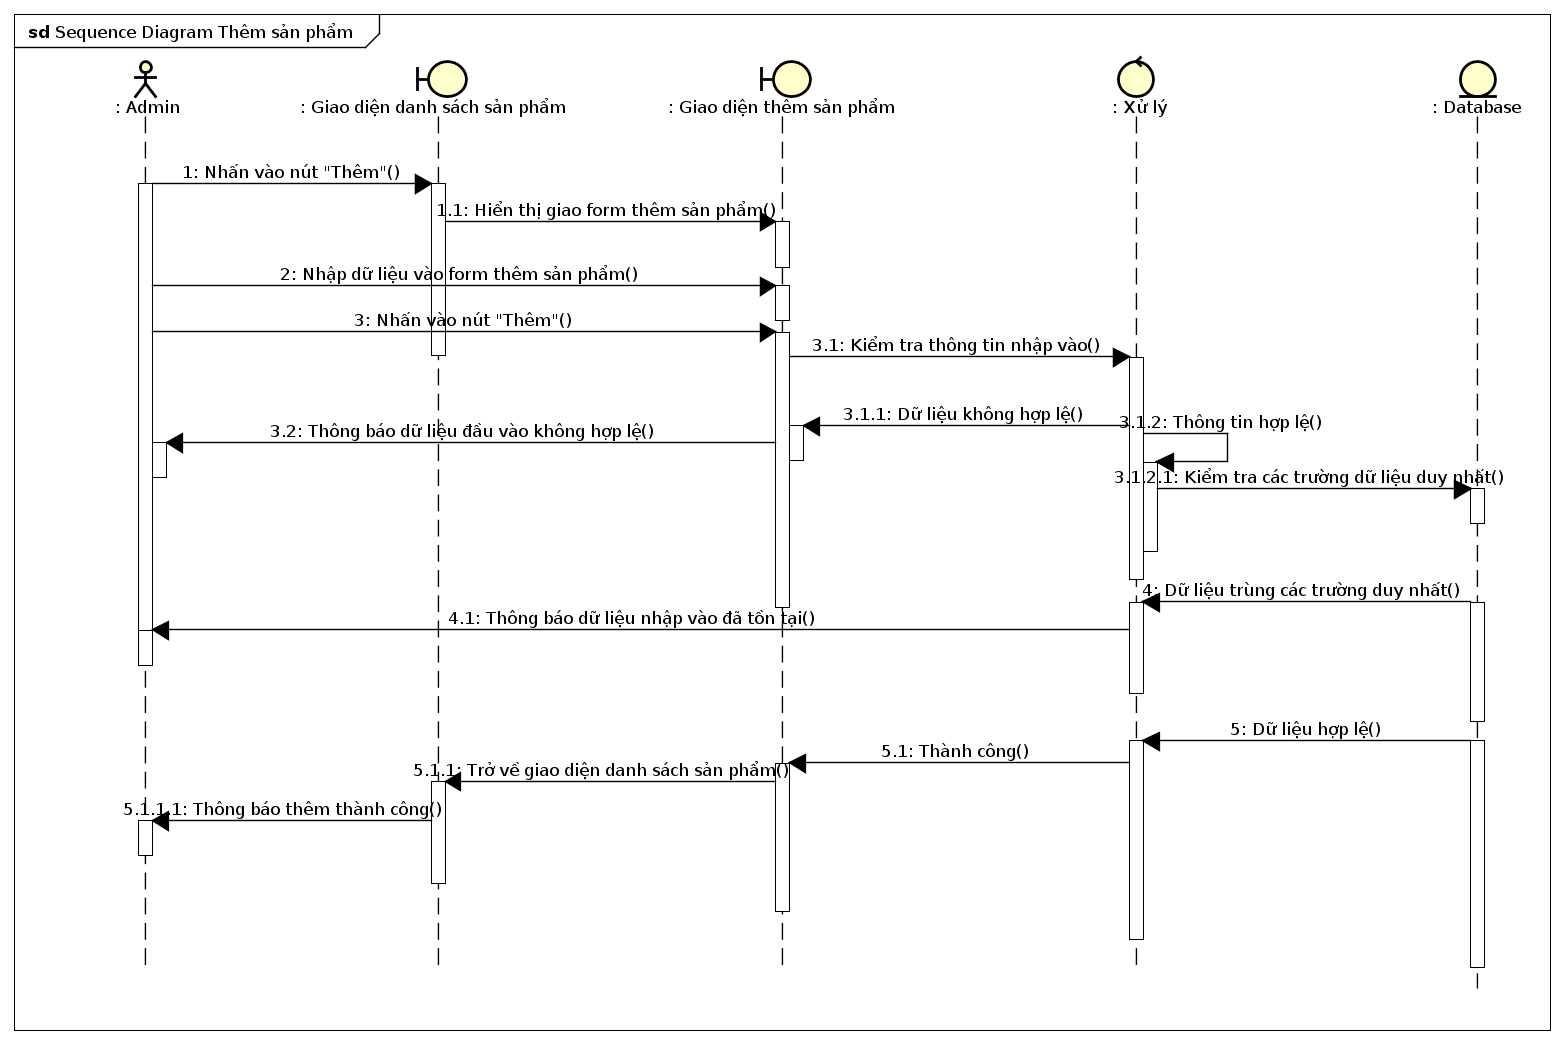 sd Sequence Diagram Thêm sản phẩm
: Admin
: Giao diện danh sách sản phẩm
: Giao diện thêm sản phẩm
: Xử lý
: Database
1: Nhấn vào nút "Thêm"()
1.1: Hiển thị giao form thêm sản phẩm()
2: Nhập dữ liệu vào form thêm sản phẩm()
3: Nhấn vào nút "Thêm"()
3.1: Kiểm tra thông tin nhập vào()
3.1.1: Dữ liệu không hợp lệ()
3.1.2: Thông tin hợp lệ()
3.2: Thông báo dữ liệu đầu vào không hợp lệ()
3.1.2.1: Kiểm tra các trường dữ liệu duy nhất()
4: Dữ liệu trùng các trường duy nhất()
4.1: Thông báo dữ liệu nhập vào đã tồn tại()
5: Dữ liệu hợp lệ()
5.1: Thành công()
5.1.1: Trở về giao diện danh sách sản phẩm()
5.1.1.1: Thông báo thêm thành công()